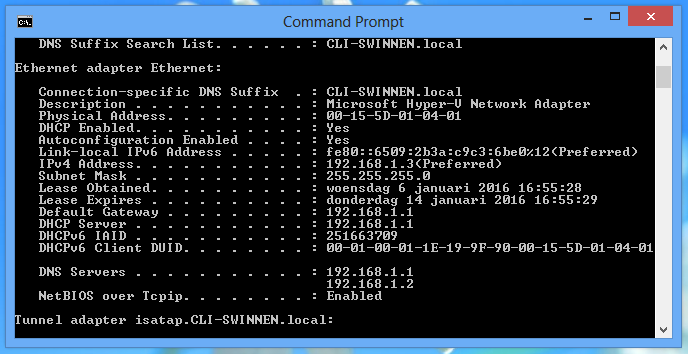 Command Prompt
DNS Suffix Search List. . . . . . : CLI-SWINNEN.local
Ethernet adapter Ethernet:
Connection-specific DNS Suffix  . : CLI-SWINNEN.local
Description . . . . . . . . . . . : Microsoft Hyper-V Network Adapter
Physical Address. . . . . . . . . : 00-15-5D-01-04-01
DHCP Enabled. . . . . . . . . . . : Yes
Autoconfiguration Enabled . . . . : Yes
Link-local IPv6 Address . . . . . : fe80::6509:2b3a:c9c3:6be0%12(Preferred)
IPv4 Address. . . . . . . . . . . : 192.168.1.3(Preferred)
Subnet Mask . . . . . . . . . . . : 255.255.255.0
Lease Obtained. . . . . . . . . . : woensdag 6 januari 2016 16:55:28
Lease Expires . . . . . . . . . . : donderdag 14 januari 2016 16:55:29
Default Gateway . . . . . . . . . : 192.168.1.1
DHCP Server . . . . . . . . . . . : 192.168.1.1
DHCPv6 IAID . . . . . . . . . . . : 251663709
DHCPv6 Client DUID. . . . . . . . : 00-01-00-01-1E-19-9F-90-00-15-5D-01-04-01
DNS Servers . . . . . . . . . . . : 192.168.1.1
192.168.1.2
NetBIOS over Tcpip. . . . . . . . : Enabled
Tunnel adapter isatap.CLI-SWINNEN.local: